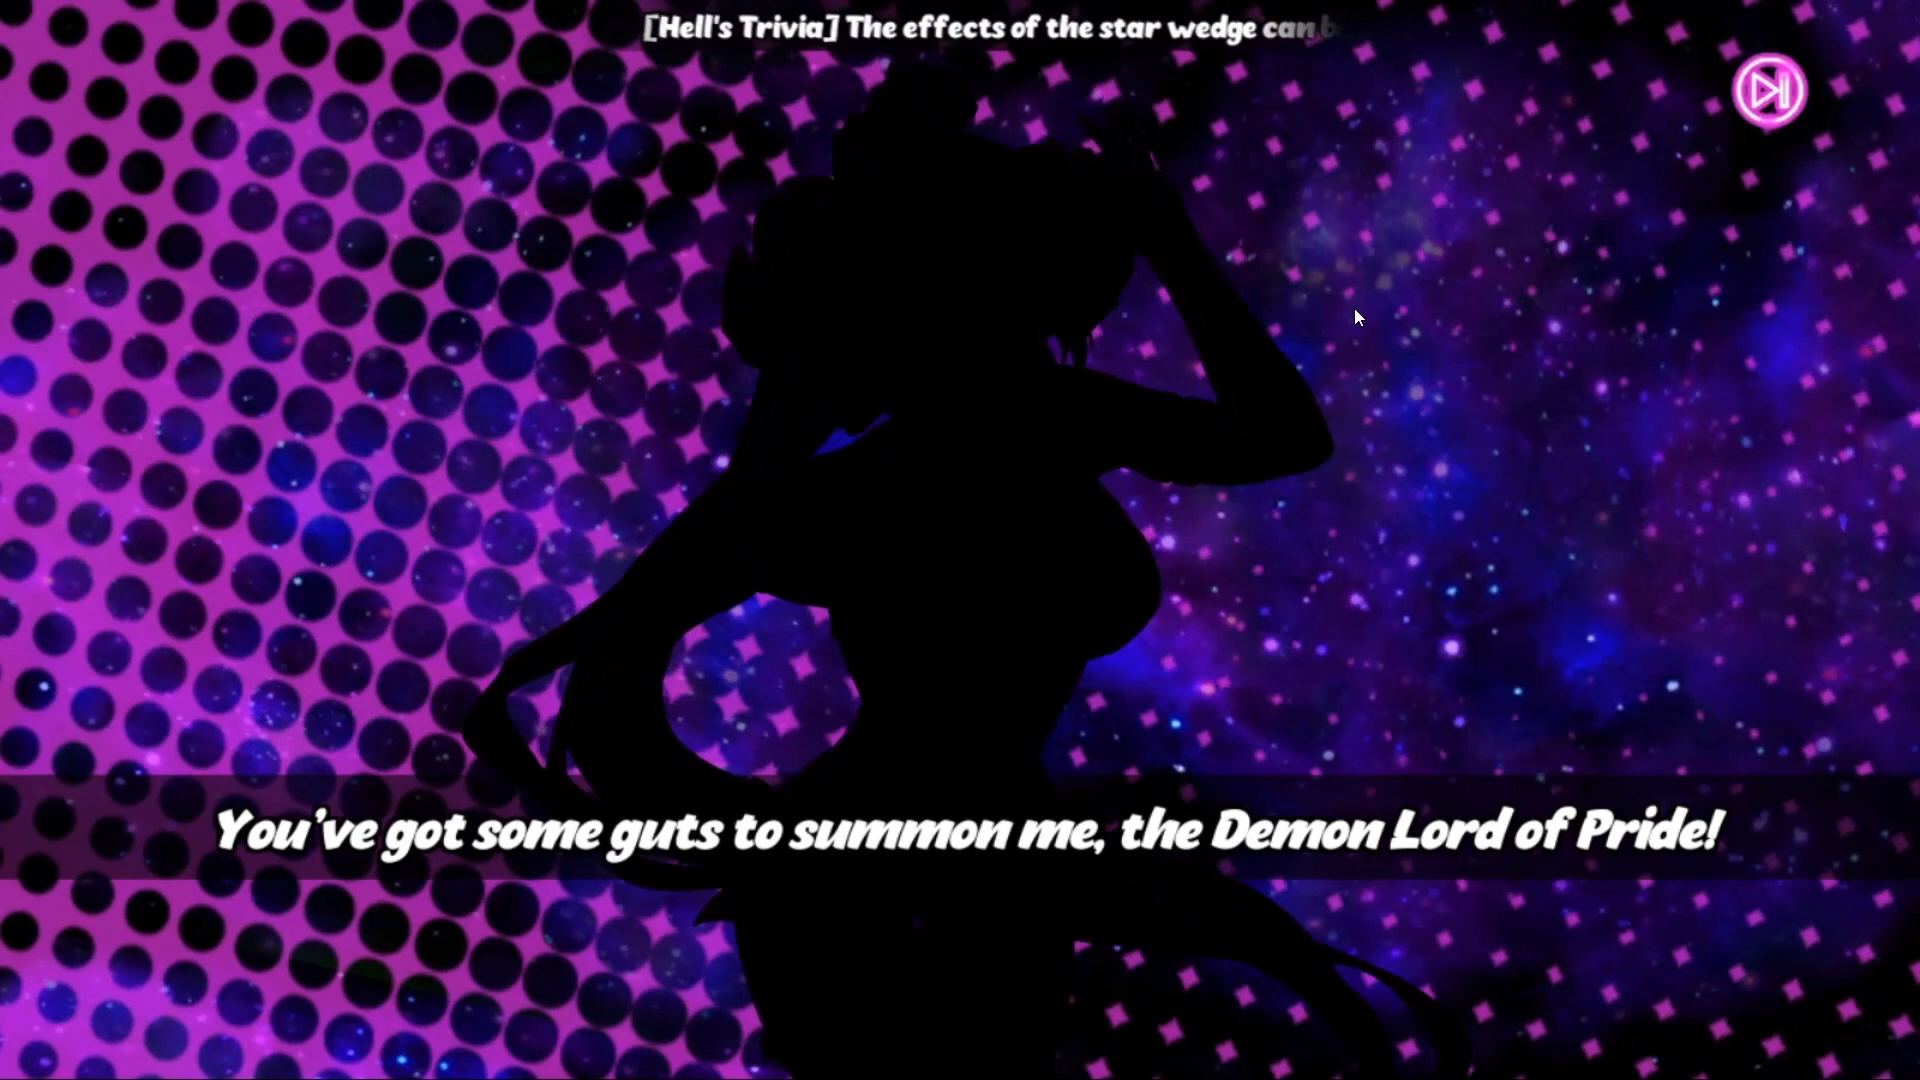 [Hell's Trivia] The effects of the star wedge can
You've got some guts to summon me, the Demon Lord of Pride!